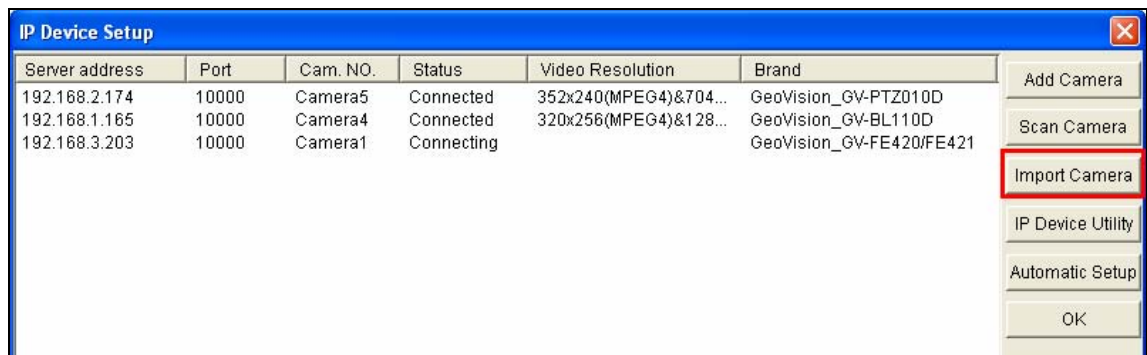 IP Device Setup
Server address Port Cam. NO. Status Video Resolution Brand
192.168.2.174 10000 Camera5 Connected 352x240(MPEG4)&704... GeoVision_GV-PTZ010D
192.168.1.165 10000 Camera4 Connected 320x256(MPEG4)&128... GeoVision_GV-BL110D
192.168.3.203 10000 Camera1 Connecting GeoVision_GV-FE420/FE421
Add Camera
Scan Camera
Import Camera
IP Device Utility
Automatic Setup
OK